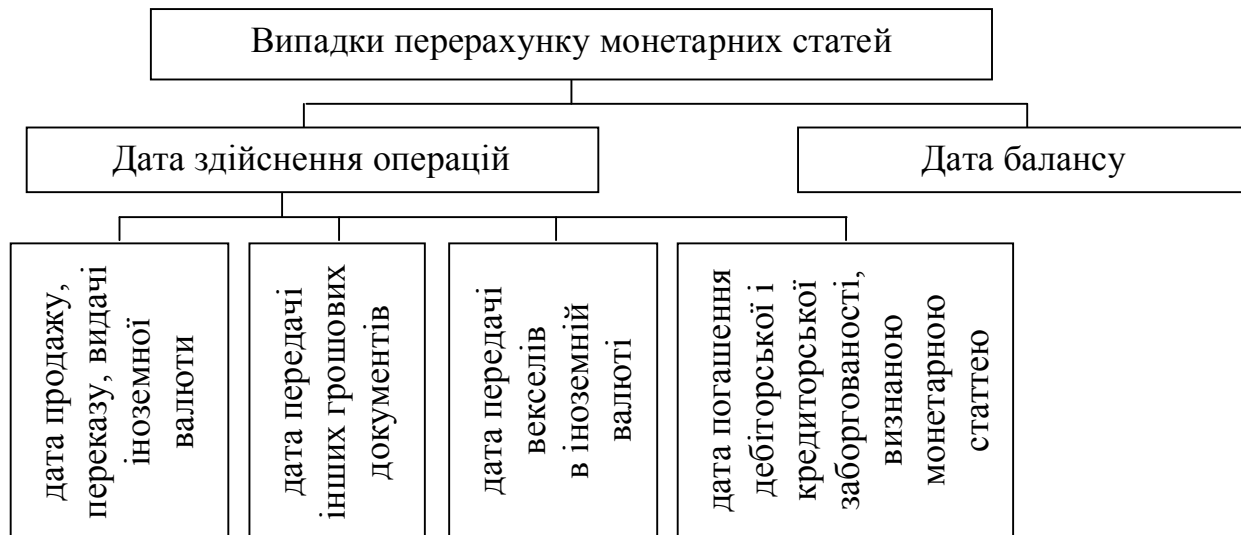 Випадки перерахунку монетарних статей
Дата здійснення операцій
Дата балансу
дата продажу,
переказу, видачі
іноземної
валюти
дата передачі
інших грошових
документів
дата передачі
векселів
в іноземній
валюті
дата погашення
дебіторської і
кредиторської
заборгованості,
визнаною
монетарною
статтею